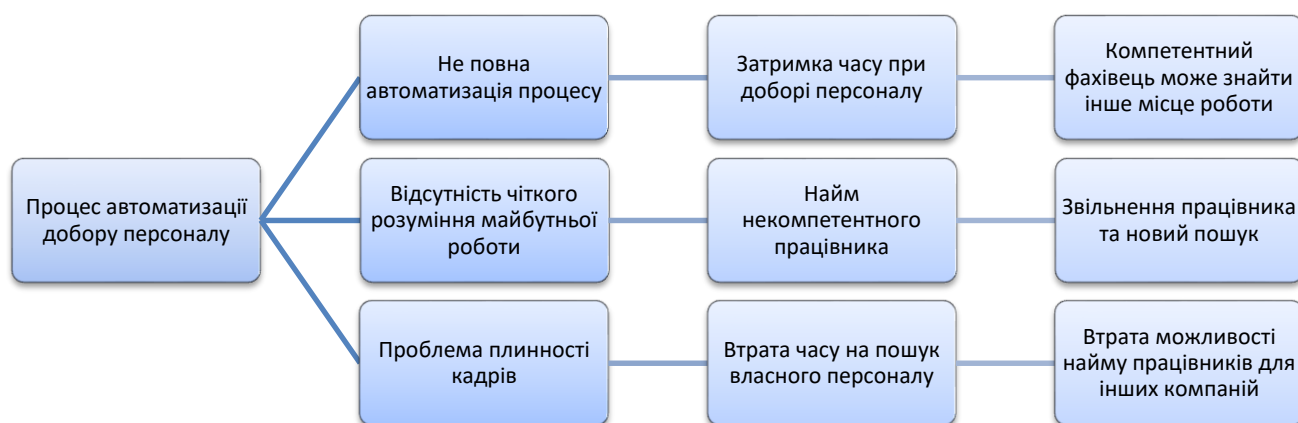 Не повна
автоматизація процесу
Затримка часу при
доборі персоналу
Компетентний
фахівець може знайти
інше місце роботи
Процес автоматизації
добору персоналу
Відсутність чіткого
розуміння майбутньої
роботи
Найм
некомпетентного
працівника
Звільнення працівника
та новий пошук
Проблема плинності
кадрів
Втрата часу на пошук
власного персоналу
Втрата можливості
найму працівників для
інших компаній